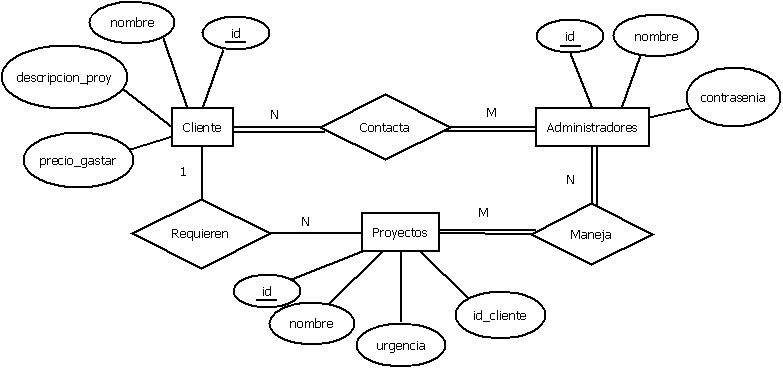 nombre
id
id
nombre
descripcion_proy
contrasenia
Cliente
N
Contacta
M
Administradores
precio_gastar
1
N
Requieren
N
Proyectos
M
Maneja
id
nombre
id_cliente
urgencia